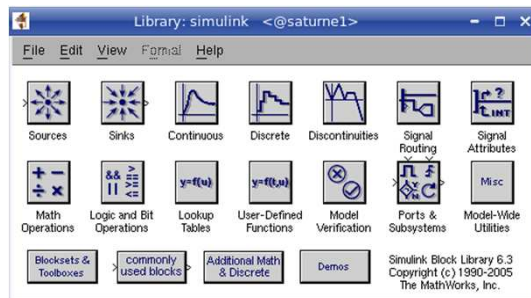 Library: simulink <@saturne1>
File Edit View Format Help
Sources
Sinks
Continuous
Discrete
Discontinuities
Signal
Routing
? 
INT
Signal
Attributes
+ −
÷ ×
Math
Operations
&& >=
||
Logic and Bit
Operations
y=f(u)
Lookup
Tables
y=f(t,u)
User-Defined
Functions
Model
Verification
Ports &
Subsystems
Misc
Model-Wide
Utilities
Blocksets &
Toolboxes
commonly
used blocks
Additional Math
& Discrete
Demos
Simulink Block Library 6.3
Copyright (c) 1990-2005
The MathWorks, Inc.